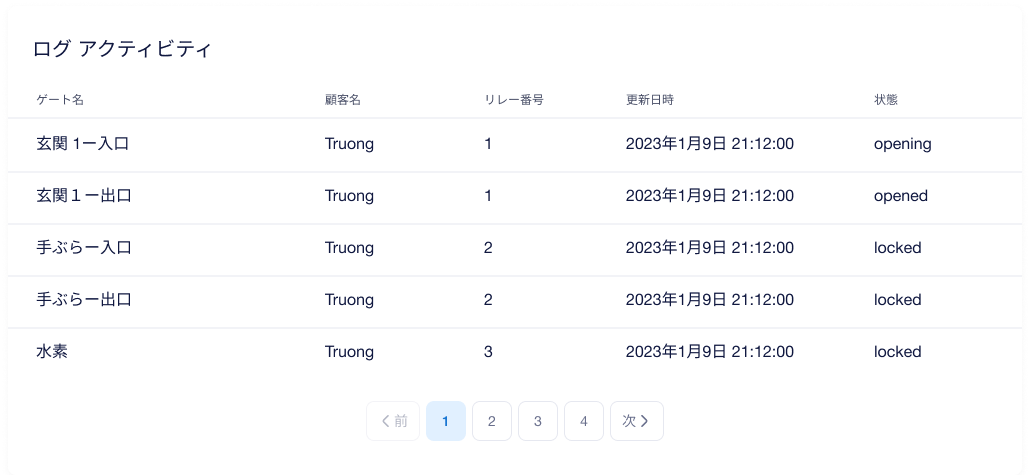 ログ アクティビティ
ゲート名 顧客名 リレー番号 更新日時 状態
玄関 1ー入口 Truong 1 2023年1月9日 21:12:00 opening
玄関１ー出口 Truong 1 2023年1月9日 21:12:00 opened
手ぶらー入口 Truong 2 2023年1月9日 21:12:00 locked
手ぶらー出口 Truong 2 2023年1月9日 21:12:00 locked
水素 Truong 3 2023年1月9日 21:12:00 locked
前 1 2 3 4 次